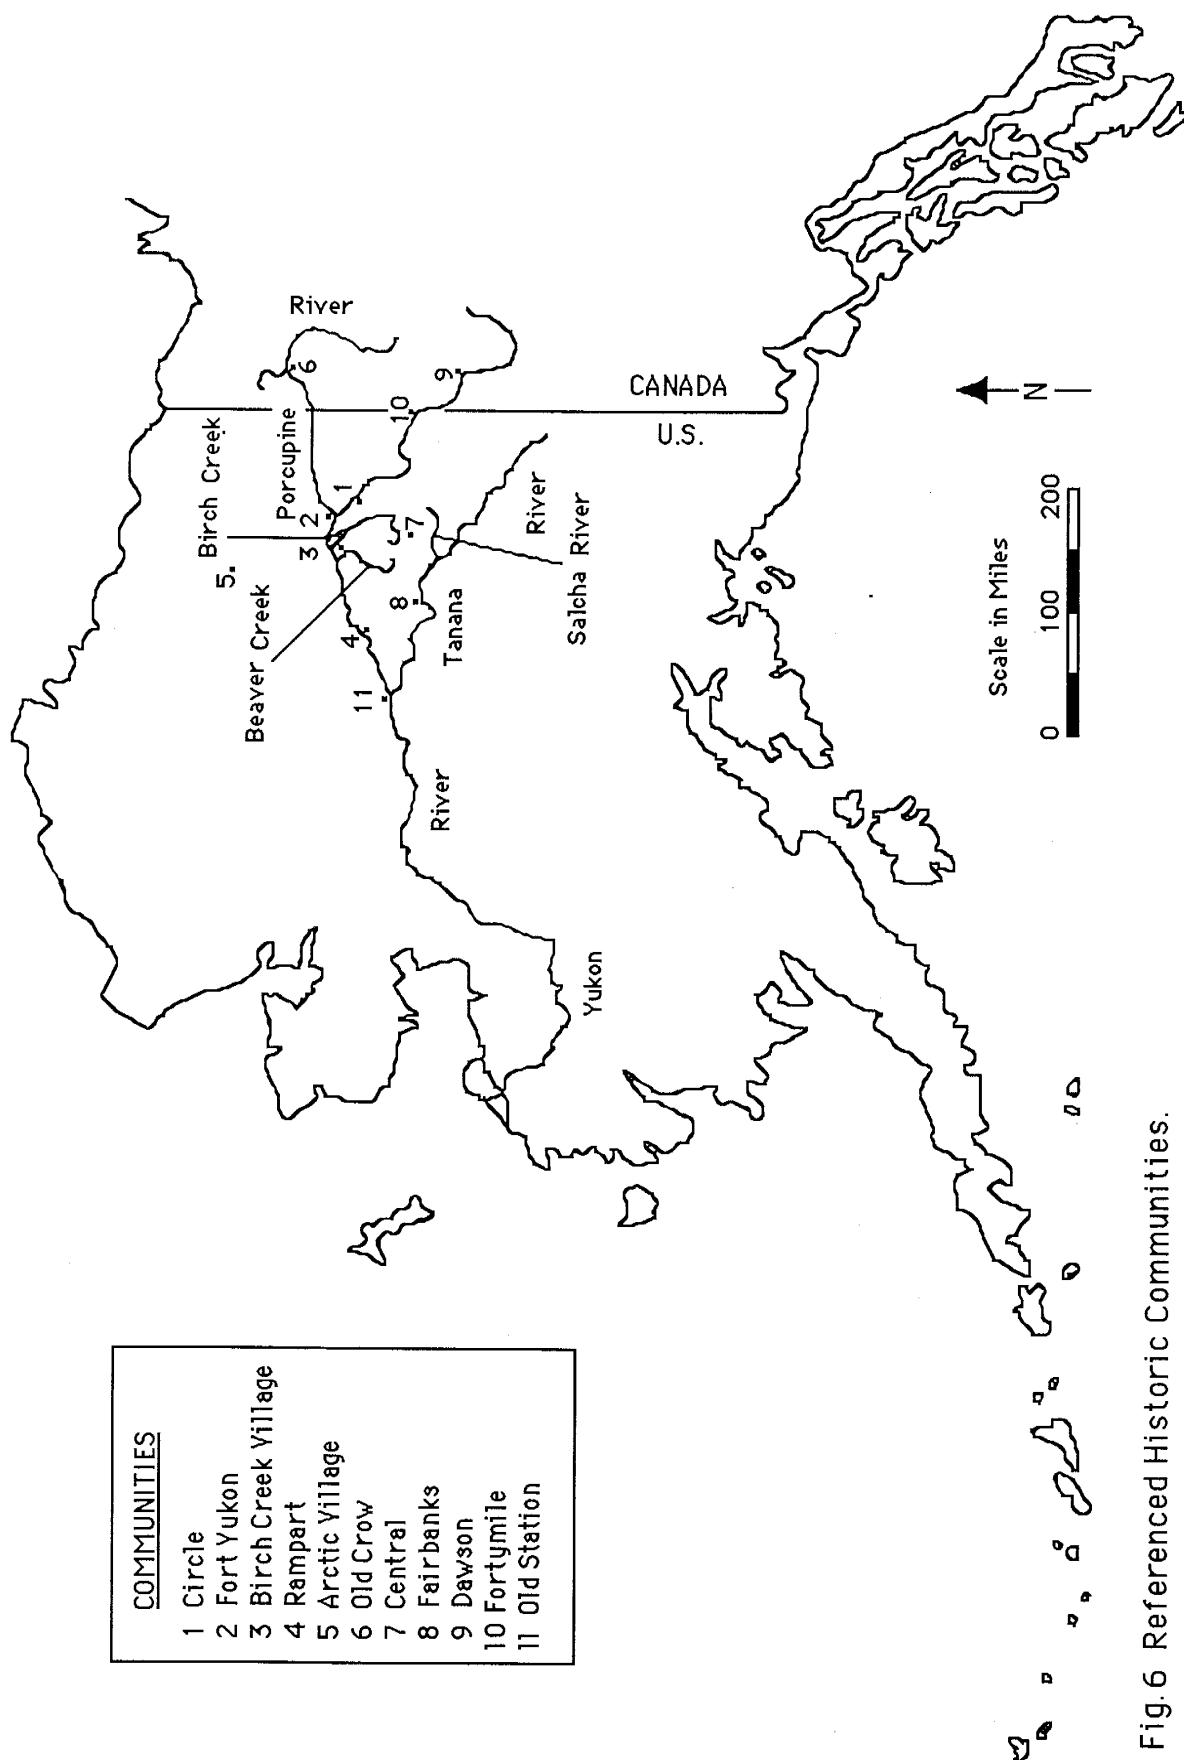 COMMUNITIES
1 Circle
2 Fort Yukon
3 Birch Creek Village
4 Rampart
5 Arctic Village
6 Old Crow
7 Central
8 Fairbanks
9 Dawson
10 Fortymile
11 Old Station
5
Birch Creek
Beaver Creek
Porcupine
River
6
3
2
1
4
11
8
7
10
9
Tanana
River
River
Salcha River
Yukon
CANADA
U.S.
N
Scale in Miles
0 100 200
Fig.6 Referenced Historic Communities.